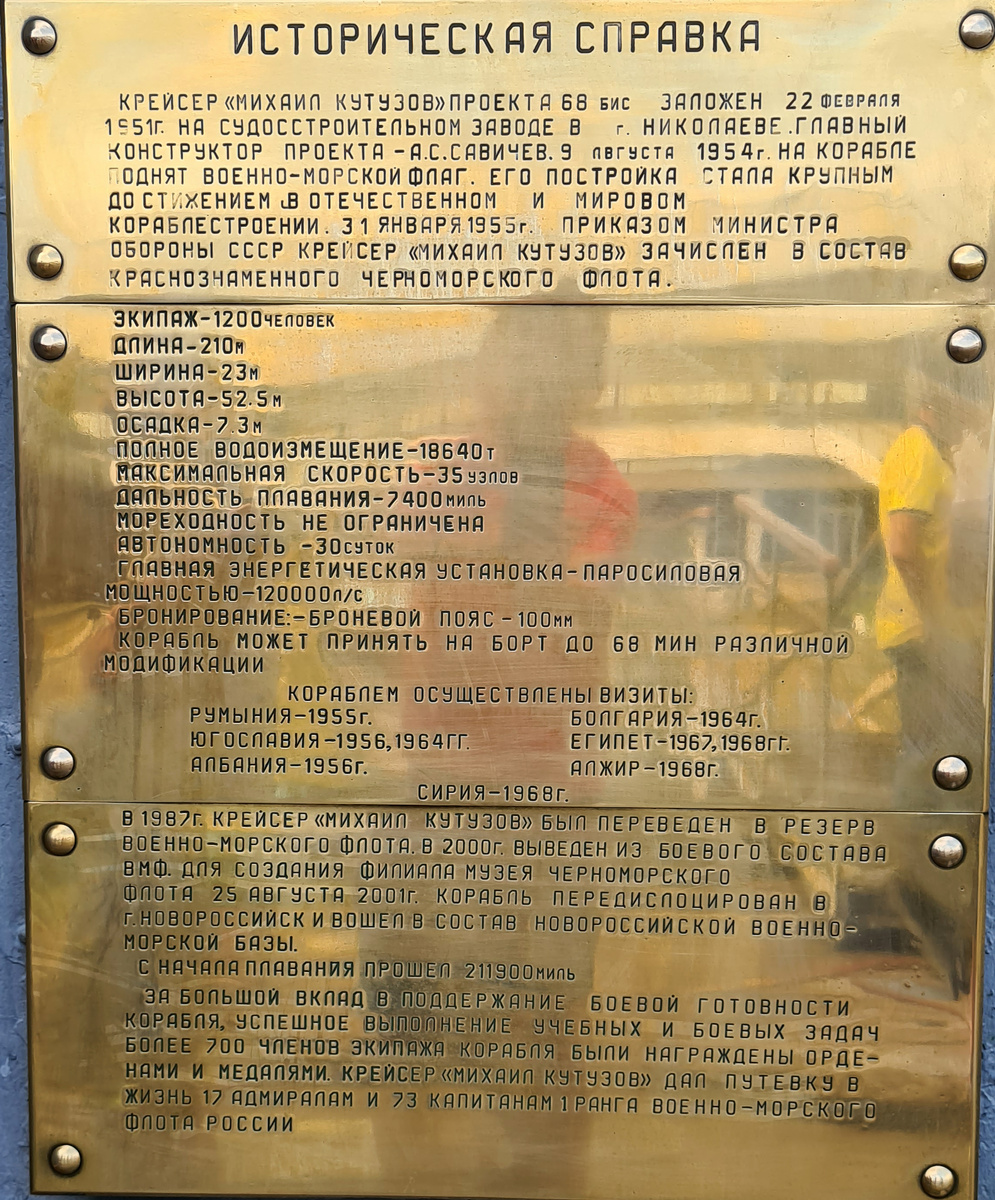 ИСТОРИЧЕСКАЯ СПРАВКА
КРЕЙСЕР «МИХАИЛ КУТУЗОВ» ПРОЕКТА 68 БИС ЗАЛОЖЕН 22 ФЕВРАЛЯ
1951г. НА СУДОССТРОИТЕЛЬНОМ ЗАВОДЕ В г. НИКОЛАЕВЕ. ГЛАВНЫЙ
КОНСТРУКТОР ПРОЕКТА – А.С.САВИЧЕВ. 9 АВГУСТА 1954г. НА КОРАБЛЕ
ПОДНЯТ ВОЕННО-МОРСКОЙ ФЛАГ. ЕГО ПОСТРОЙКА СТАЛА КРУПНЫМ
ДОСТИЖЕНИЕМ В ОТЕЧЕСТВЕННОМ И МИРОВОМ
КОРАБЛЕСТРОЕНИИ. 31 ЯНВАРЯ 1955г. ПРИКАЗОМ МИНИСТРА
ОБОРОНЫ СССР КРЕЙСЕР «МИХАИЛ КУТУЗОВ» ЗАЧИСЛЕН В СОСТАВ
КРАСНОЗНАМЕННОГО ЧЕРНОМОРСКОГО ФЛОТА.
ЭКИПАЖ-1200ЧЕЛОВЕК
ДЛИНА-210м
ШИРИНА-23м
ВЫСОТА-52.5м
ОСАДКА-7.3м
ПОЛНОЕ ВОДОИЗМЕЩЕНИЕ-18640т
МАКСИМАЛЬНАЯ СКОРОСТЬ-35узлов
ДАЛЬНОСТЬ ПЛАВАНИЯ-7400миль
МОРЕХОДНОСТЬ НЕ ОГРАНИЧЕНА
АВТОНОМНОСТЬ -30суток
ГЛАВНАЯ ЭНЕРГЕТИЧЕСКАЯ УСТАНОВКА-ПАРОСИЛОВАЯ
МОЩНОСТЬЮ-120000л/с
БРОНИРОВАНИЕ:-БРОНЕВОЙ ПОЯС - 100мм
КОРАБЛЬ МОЖЕТ ПРИНЯТЬ НА БОРТ ДО 68 МИН РАЗЛИЧНОЙ
МОДИФИКАЦИИ
КОРАБЛЕМ ОСУЩЕСТВЛЕНЫ ВИЗИТЫ:
РУМЫНИЯ-1955г. БОЛГАРИЯ-1964г.
ЮГОСЛАВИЯ-1956,1964ГГ. ЕГИПЕТ-1967,1968гг.
АЛБАНИЯ-1956г. АЛЖИР-1968г.
СИРИЯ-1968г.
В 1987г. КРЕЙСЕР «МИХАИЛ КУТУЗОВ» БЫЛ ПЕРЕВЕДЕН В РЕЗЕРВ
ВОЕННО-МОРСКОГО ФЛОТА. В 2000г. ВЫВЕДЕН ИЗ БОЕВОГО СОСТАВА
ВМФ. ДЛЯ СОЗДАНИЯ ФИЛИАЛА МУЗЕЯ ЧЕРНОМОРСКОГО
ФЛОТА 25 АВГУСТА 2001г. КОРАБЛЬ ПЕРЕДИСЛОЦИРОВАН В
г.НОВОРОССИЙСК И ВОШЕЛ В СОСТАВ НОВОРОССИЙСКОЙ ВОЕННО-
МОРСКОЙ БАЗЫ.
С НАЧАЛА ПЛАВАНИЯ ПРОШЕЛ 211900миль
ЗА БОЛЬШОЙ ВКЛАД В ПОДДЕРЖАНИЕ БОЕВОЙ ГОТОВНОСТИ
КОРАБЛЯ, УСПЕШНОЕ ВЫПОЛНЕНИЕ УЧЕБНЫХ И БОЕВЫХ ЗАДАЧ
БОЛЕЕ 700 ЧЛЕНОВ ЭКИПАЖА КОРАБЛЯ БЫЛИ НАГРАЖДЕНЫ ОРДЕ-
НАМИ И МЕДАЛЯМИ. КРЕЙСЕР «МИХАИЛ КУТУЗОВ» ДАЛ ПУТЕВКУ В
ЖИЗНЬ 17 АДМИРАЛАМ И 73 КАПИТАНАМ 1 РАНГА ВОЕННО-МОРСКОГО
ФЛОТА РОССИИ